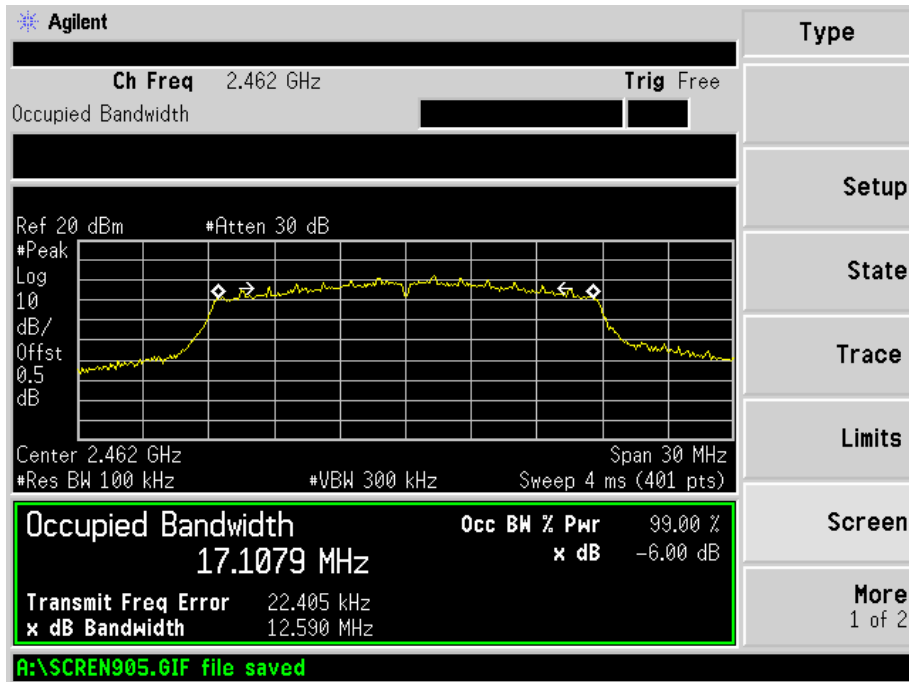 Agilent
Type
Ch Freq 2.462 GHz Trig Free
Occupied Bandwidth
Ref 20 dBm #Atten 30 dB
#Peak
Log
10
dB/
Offst
0.5
dB
Center 2.462 GHz Span 30 MHz
#Res BW 100 kHz #VBW 300 kHz Sweep 4 ms (401 pts)
Occupied Bandwidth Occ BW % Pwr 99.00 %
17.1079 MHz x dB -6.00 dB
Transmit Freq Error 22.405 kHz
x dB Bandwidth 12.590 MHz
A:\SCREN905.GIF file saved
Setup
State
Trace
Limits
Screen
More
1 of 2